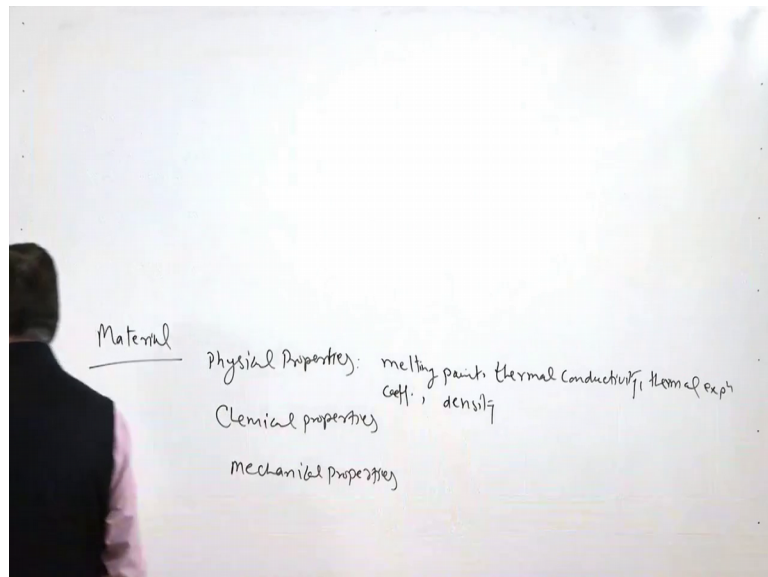 Material
Physical Properties: melting point, thermal conductivity, thermal expn
coeff., density
Chemical properties
Mechanical properties